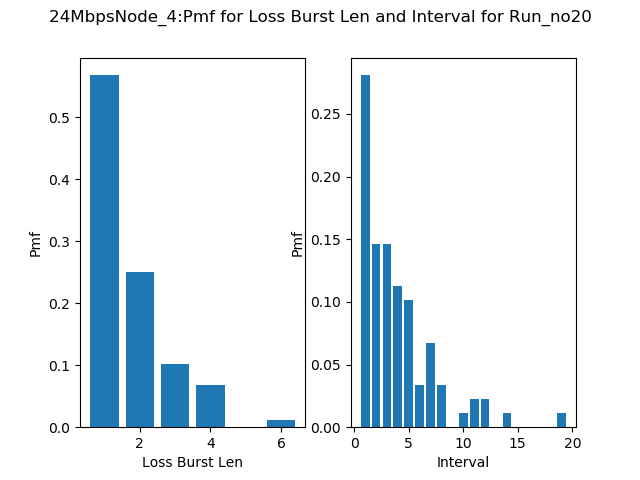 24MbpsNode_4:Pmf for Loss Burst Len and Interval for Run_no20
Pmf
0.5
0.4
0.3
0.2
0.1
0.0
2 4 6
Loss Burst Len
Pmf
0.25
0.20
0.15
0.10
0.05
0.00
0 5 10 15 20
Interval